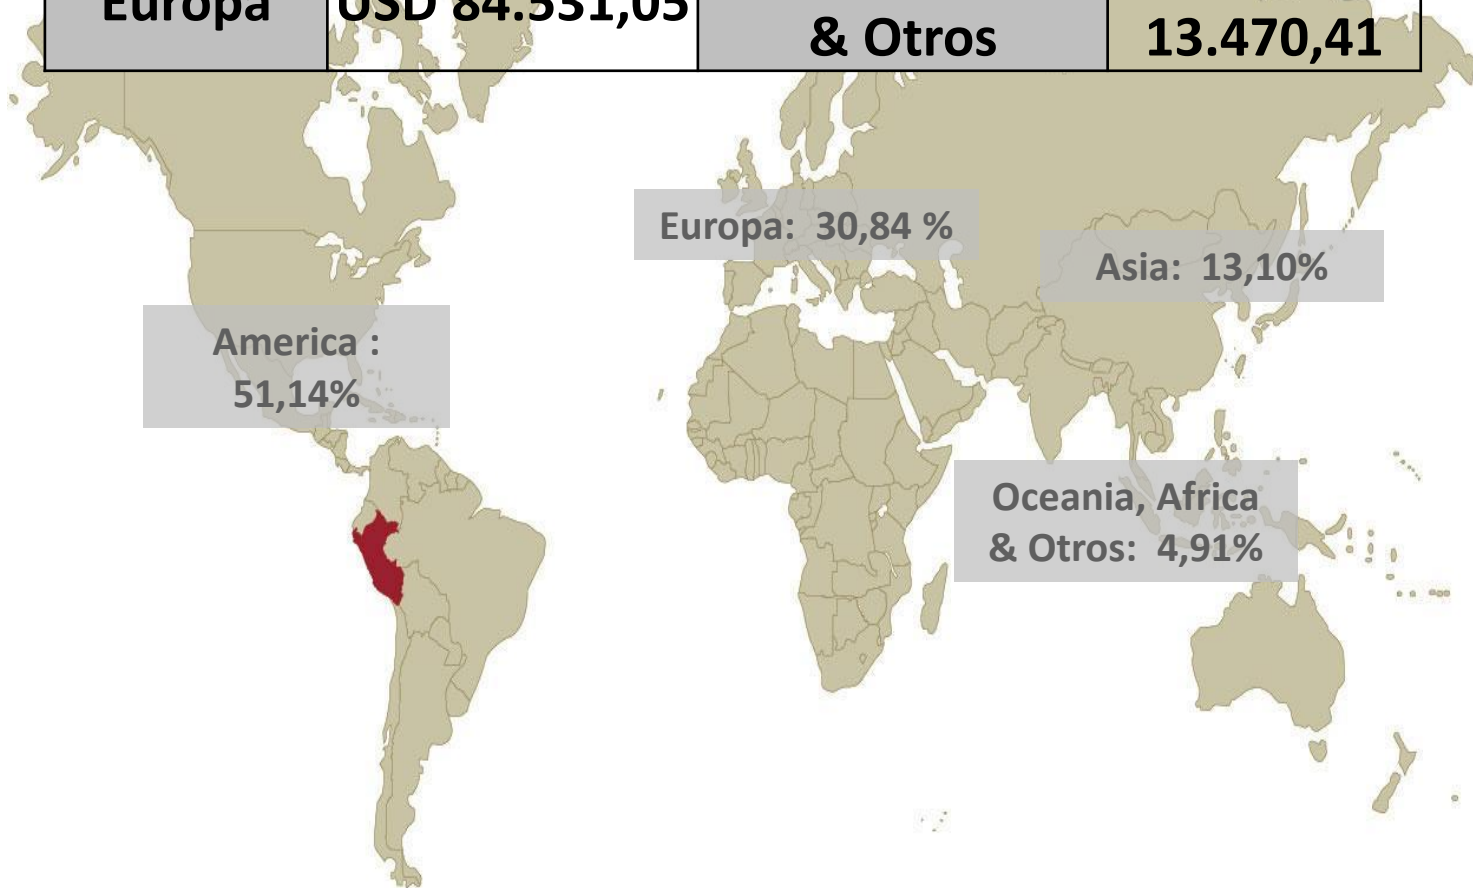 Europa
USD 84.531,05
& Otros
13.470,41
Europa: 30,84 %
Asia: 13,10%
America :
51,14%
Oceania, Africa
& Otros: 4,91%